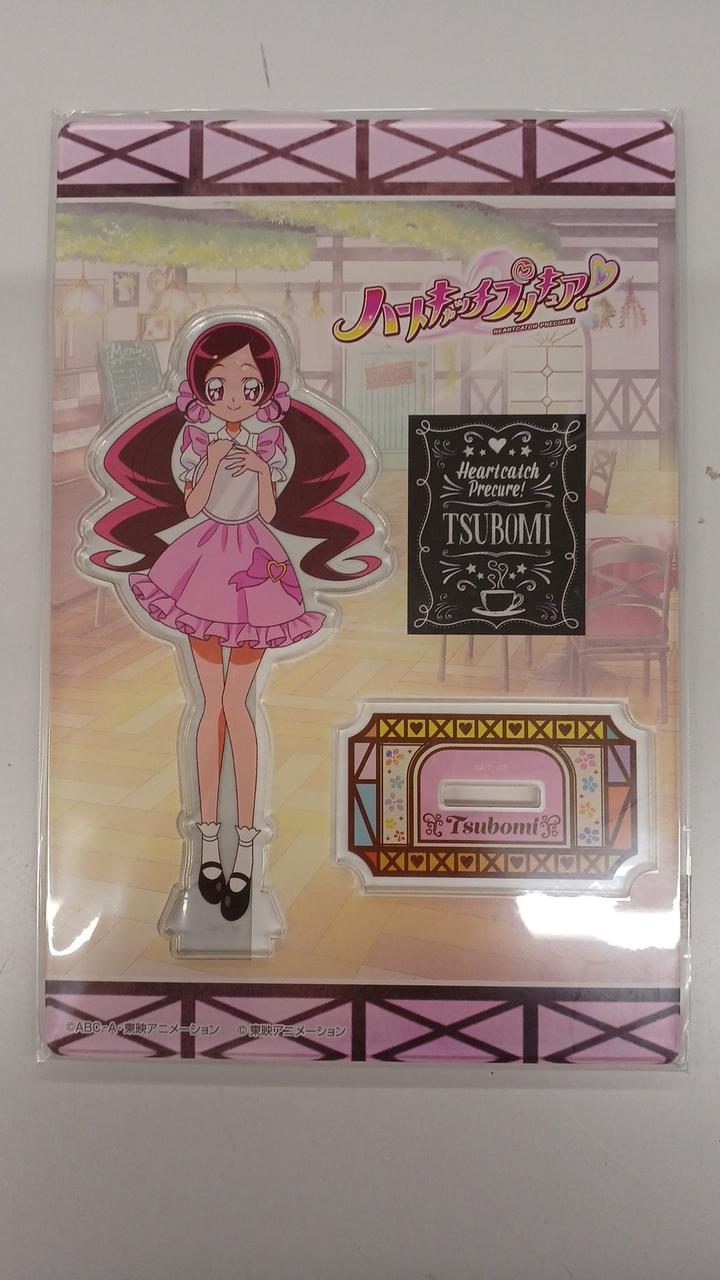 Menu
ハートキャッチプリキュア!
HEARTCATCH PRECURE!
Heartcatch
Precure!
TSUBOMI
Tsubomi
©ABC-A・東映アニメーション ©東映アニメーション